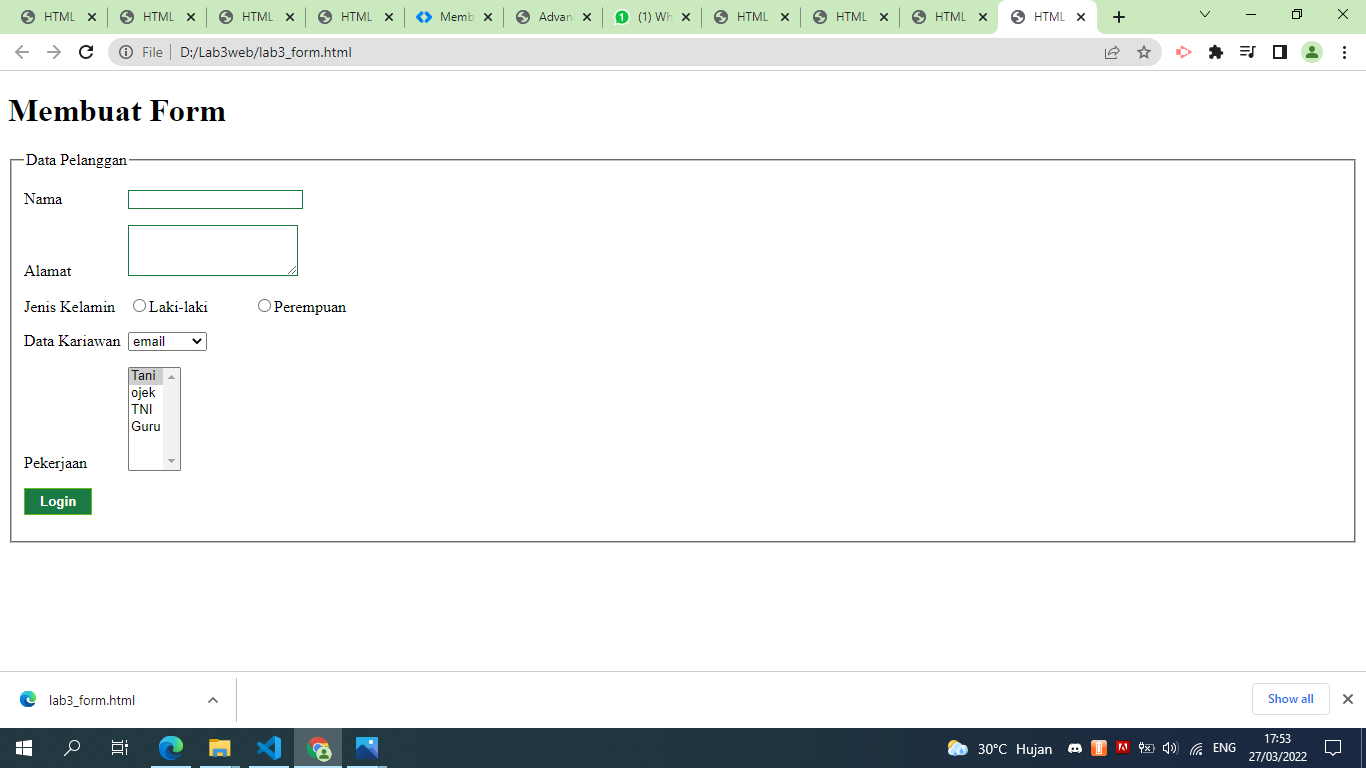 HTML HTML HTML HTML Memb Advan (1) Wh HTML HTML HTML HTML
File D:/Lab3web/lab3_form.html
Membuat Form
Data Pelanggan
Nama
Alamat
Jenis Kelamin Laki-laki Perempuan
Data Kariawan email
Tani
ojek
TNI
Guru
Pekerjaan
Login
lab3_form.html Show all
30°C Hujan ENG 17:53
27/03/2022